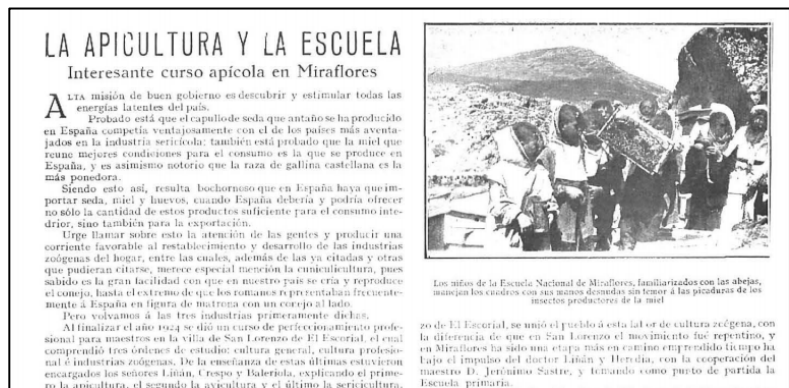 LA APICULTURA Y LA ESCUELA
Interesante curso apícola en Miraflores
ALTA misión de buen gobierno es descubrir y estimular todas las
energías latentes del país.
Probado está que el capullo de seda que antaño se ha producido
en España competía ventajosamente con el de los países más aventa-
jados en la industria serícicola; también está probado que la miel que
reune mejores condiciones para el consumo es la que se produce en
España, y es asimismo notorio que la raza de gallina castellana es la
más ponedora.
Siendo esto así, resulta bochornoso que en España haya que im-
portar seda, miel y huevos, cuando España debería y podría ofrecer
no sólo la cantidad de estos productos suficiente para el consumo inte-
drior, sino también para la exportación.
Urge llamar sobre esto la atención de las gentes y producir una
corriente favorable al restablecimiento y desarrollo de las industrias
zoógenas del hogar, entre las cuales, además de las ya citadas y otras
que pudieran citarse, merece especial mención la cuniculicultura, pues
sabido es la gran facilidad con que en nuestro país se cría y reproduce
el conejo, hasta el extremo de que los romanos representaban frecuente-
mente á España en figura de matrona con un conejo al lado.
Pero volvamos á las tres industrias primeramente dichas.
Al finalizar el año 1924 se dió un curso de perfeccionamiento profe-
sional para maestros en la villa de San Lorenzo de El Escorial, el cual
comprendió tres órdenes de estudio: cultura general, cultura profesio-
nal é industrias zoógenas. De la enseñanza de estas últimas estuvieron
encargados los señores Liñán, Crespo y Baleriola, explicando el prime-
ro la apicultura, el segundo la avicultura y el último la sericicultura.
Los niños de la Escuela Nacional de Miraflores, familiarizados con las abejas,
manejan los cuadros con sus manos desnudas sin temor á las picaduras de los
insectos productores de la miel
zo de El Escorial, se unió el pueblo á esta labor de cultura zoógena, con
la diferencia de que en San Lorenzo el movimiento fué repentino, y
en Miraflores ha sido una etapa más en camino emprendido tiempo ha
bajo el impulso del doctor Liñán y Heredia, con la cooperación del
maestro D. Jerónimo Sastre, y tomando como punto de partida la
Escuela primaria.